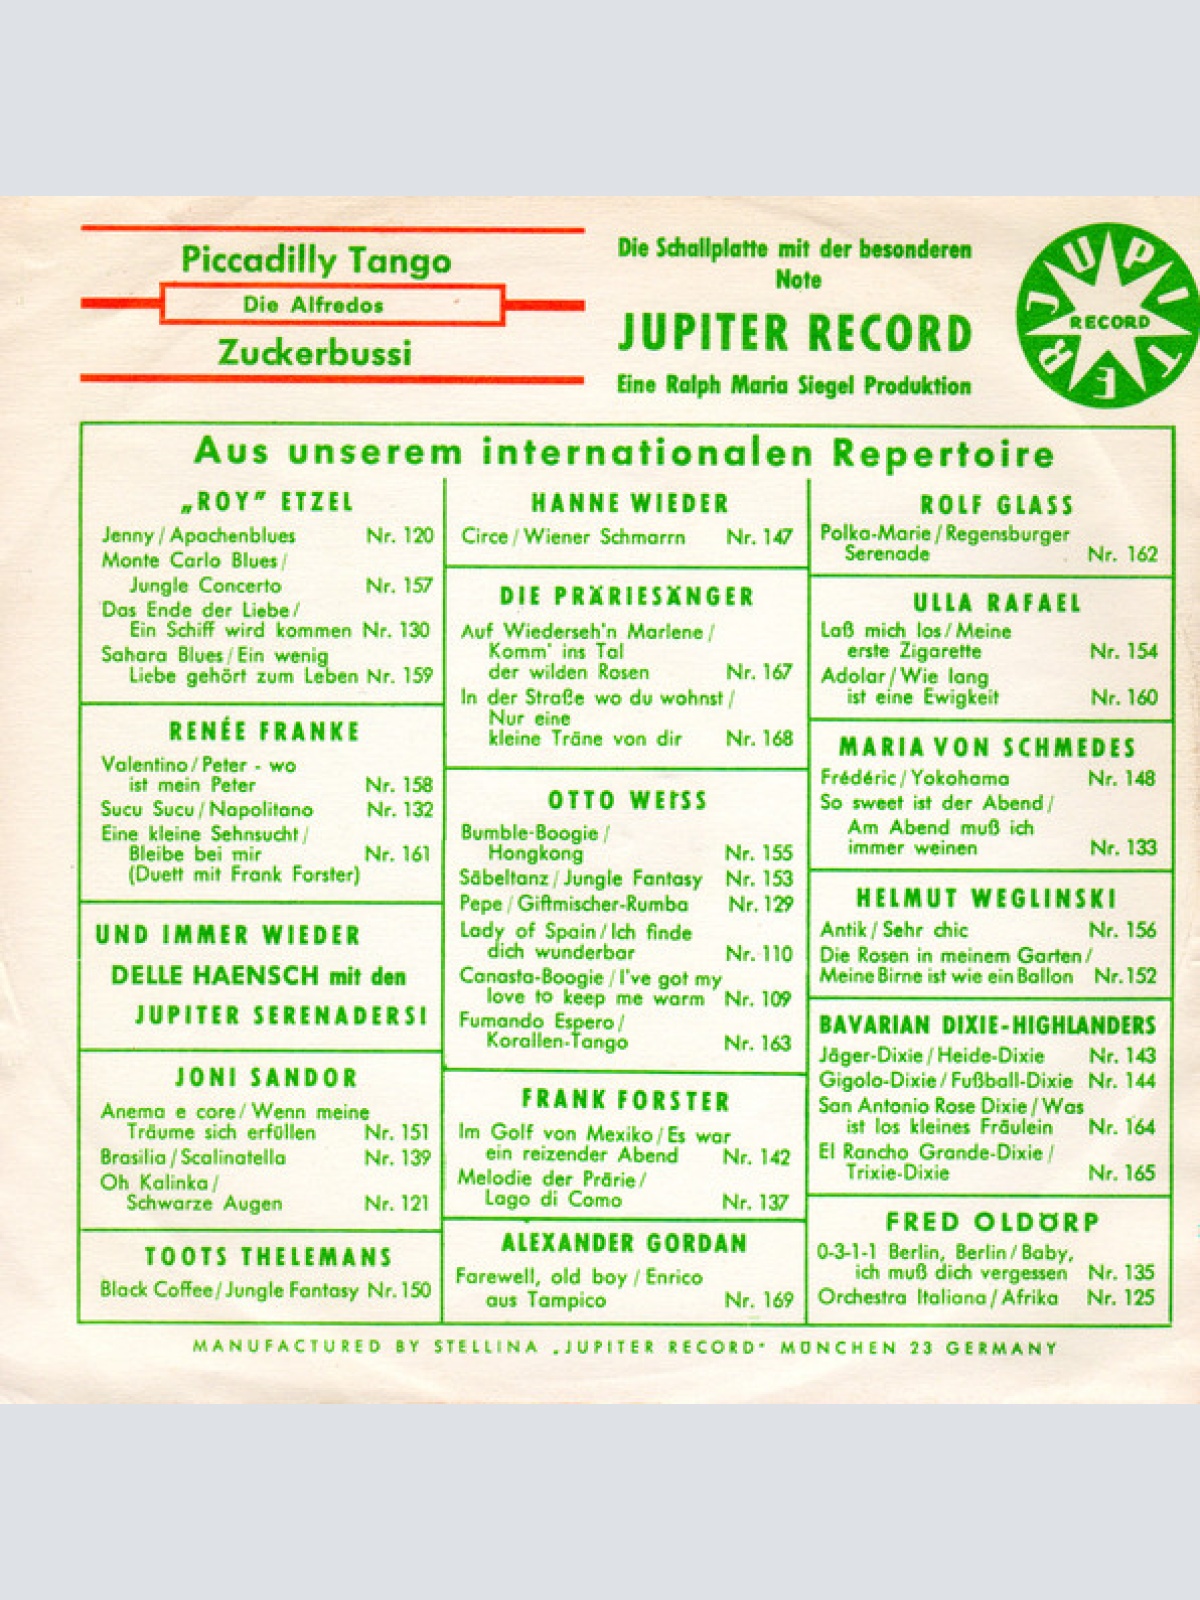 Piccadilly Tango
Die Alfredos
Zuckerbussi
Die Schallplatte mit der besonderen
Note
JUPITER RECORD
Eine Ralph Maria Siegel Produktion
JUPITER
RECORD
Aus unserem internationalen Repertoire
„ROY" ETZEL
Jenny / Apachenblues Nr. 120
Monte Carlo Blues /
Jungle Concerto Nr. 157
Das Ende der Liebe /
Ein Schiff wird kommen Nr. 130
Sahara Blues / Ein wenig
Liebe gehört zum Leben Nr. 159
RENÉE FRANKE
Valentino / Peter - wo
ist mein Peter Nr. 158
Sucu Sucu / Napolitano Nr. 132
Eine kleine Sehnsucht /
Bleibe bei mir Nr. 161
(Duett mit Frank Forster)
UND IMMER WIEDER
DELLE HAENSCH mit den
JUPITER SERENADERS!
JONI SANDOR
Anema e core / Wenn meine
Träume sich erfüllen Nr. 151
Brasilia / Scalinatella Nr. 139
Oh Kalinka /
Schwarze Augen Nr. 121
TOOTS THELEMANS
Black Coffee / Jungle Fantasy Nr. 150
HANNE WIEDER
Circe / Wiener Schmarrn Nr. 147
DIE PRÄRIESÄNGER
Auf Wiederseh'n Marlene /
Komm' ins Tal
der wilden Rosen Nr. 167
In der Straße wo du wohnst /
Nur eine
kleine Träne von dir Nr. 168
OTTO WEISS
Bumble-Boogie /
Hongkong Nr. 155
Säbeltanz / Jungle Fantasy Nr. 153
Pepe / Giftmischer-Rumba Nr. 129
Lady of Spain / Ich finde
dich wunderbar Nr. 110
Canasta-Boogie / I've got my
love to keep me warm Nr. 109
Fumando Espero /
Korallen-Tango Nr. 163
FRANK FORSTER
Im Golf von Mexiko / Es war
ein reizender Abend Nr. 142
Melodie der Prärie /
Lago di Como Nr. 137
ALEXANDER GORDAN
Farewell, old boy / Enrico
aus Tampico Nr. 169
ROLF GLASS
Polka-Marie / Regensburger
Serenade Nr. 162
ULLA RAFAEL
Laß mich los / Meine
erste Zigarette Nr. 154
Adolar / Wie lang
ist eine Ewigkeit Nr. 160
MARIA VON SCHMEDES
Frédéric / Yokohama Nr. 148
So sweet ist der Abend /
Am Abend muß ich
immer weinen Nr. 133
HELMUT WEGLINSKI
Antik / Sehr chic Nr. 156
Die Rosen in meinem Garten /
Meine Birne ist wie ein Ballon Nr. 152
BAVARIAN DIXIE-HIGHLANDERS
Jäger-Dixie / Heide-Dixie Nr. 143
Gigolo-Dixie / Fußball-Dixie Nr. 144
San Antonio Rose Dixie / Was
ist los kleines Fräulein Nr. 164
El Rancho Grande-Dixie /
Trixie-Dixie Nr. 165
FRED OLDÖRP
0-3-1-1 Berlin, Berlin / Baby,
ich muß dich vergessen Nr. 135
Orchestra Italiana / Afrika Nr. 125
MANUFACTURED BY STELLINA „JUPITER RECORD" MÜNCHEN 23 GERMANY